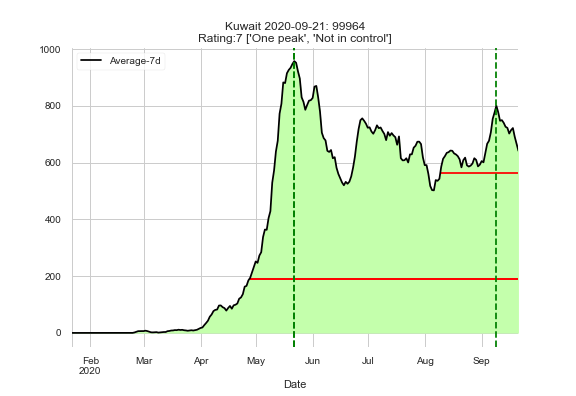 Kuwait 2020-09-21: 99964
Rating:7 ['One peak', 'Not in control']
Average-7d
1000
800
600
400
200
0
Feb Mar Apr May Jun Jul Aug Sep
2020
Date